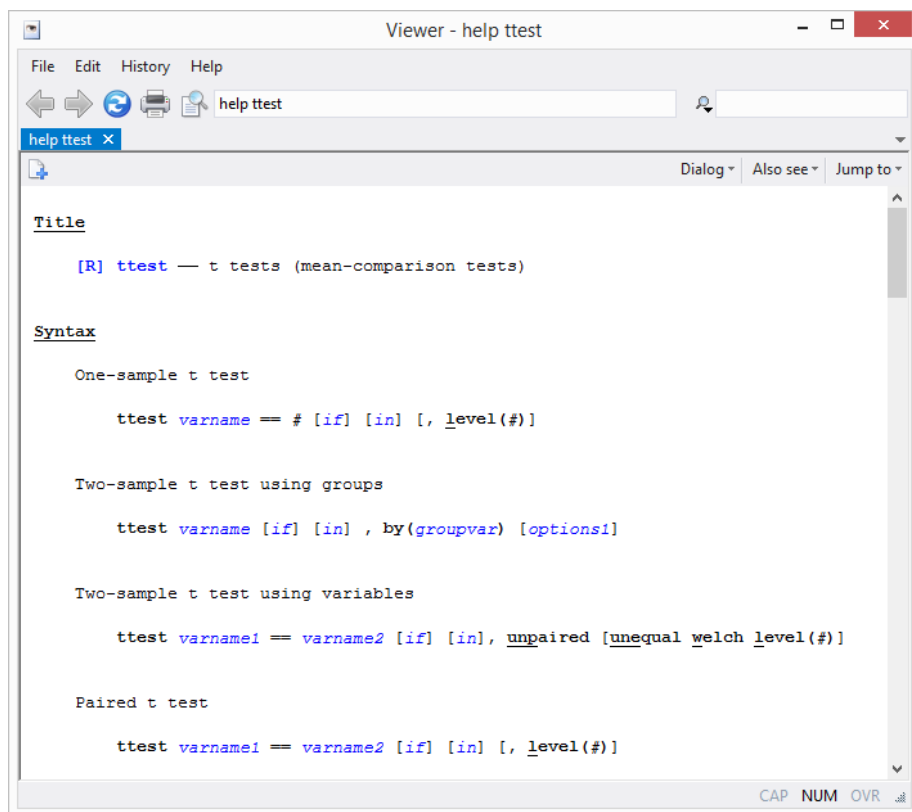 Viewer - help ttest
File Edit History Help
help ttest
help ttest
Dialog Also see Jump to
Title
[R] ttest — t tests (mean-comparison tests)
Syntax
One-sample t test
ttest varname == # [if] [in] [, level(#)]
Two-sample t test using groups
ttest varname [if] [in] , by(groupvar) [options1]
Two-sample t test using variables
ttest varname1 == varname2 [if] [in], unpaired [unequal welch level(#)]
Paired t test
ttest varname1 == varname2 [if] [in] [, level(#)]
CAP NUM OVR